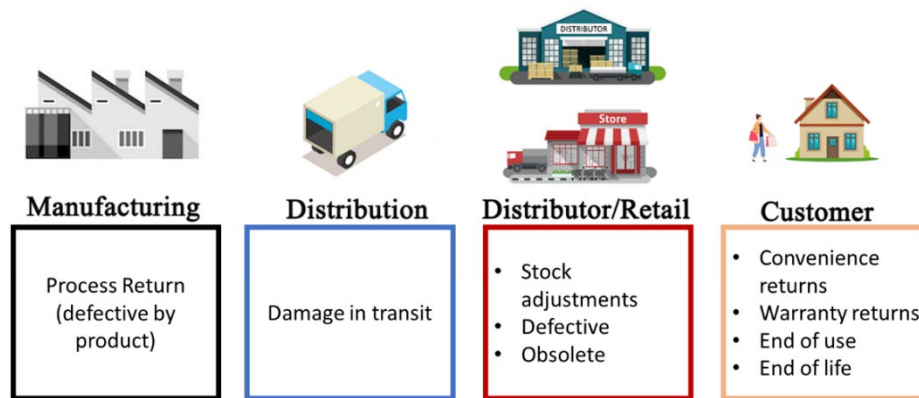 DISTRIBUTOR
Store
Manufacturing
Distribution
Distributor/Retail
Customer
Process Return
(defective by
product)
Damage in transit
• Stock
adjustments
• Defective
• Obsolete
• Convenience
returns
• Warranty returns
• End of use
• End of life